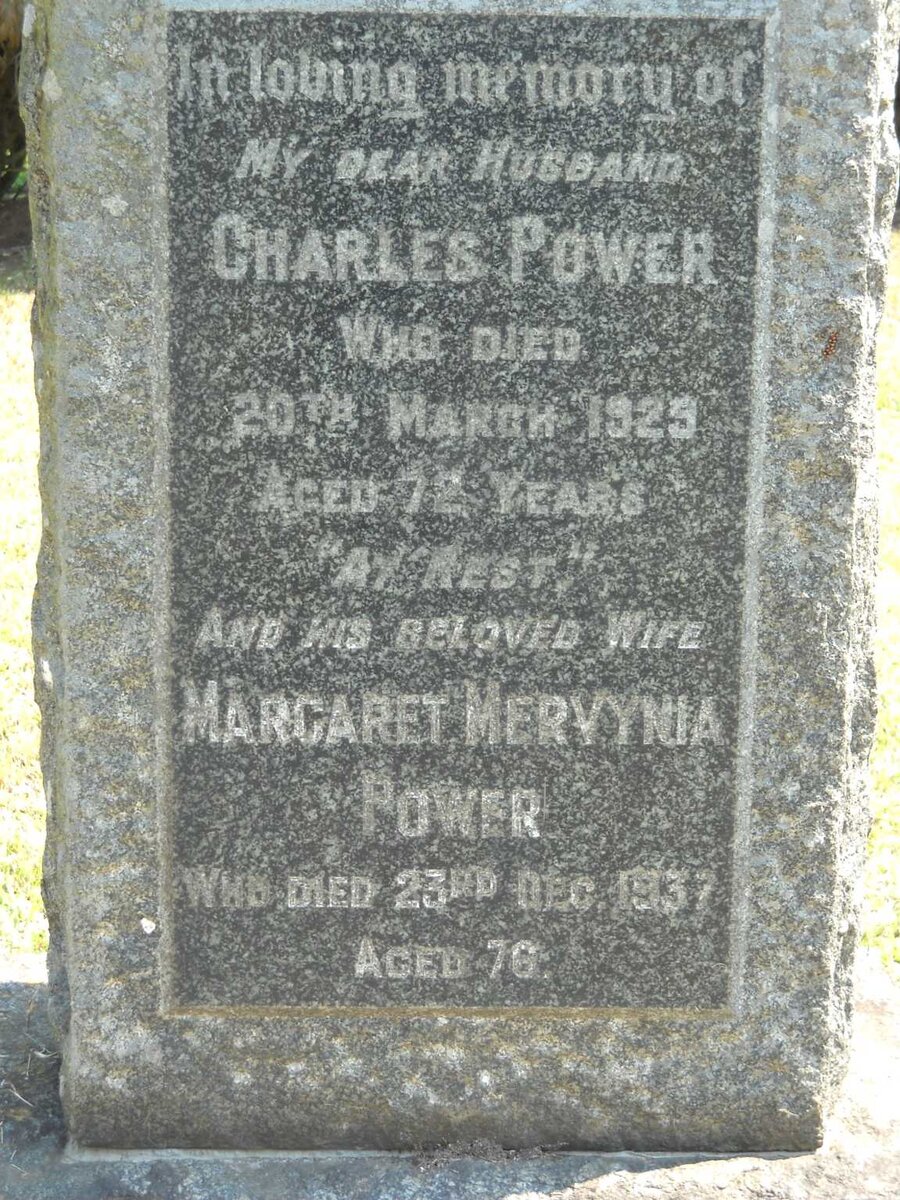 In loving memory of
MY DEAR HUSBAND
CHARLES POWER
WHO DIED
20TH MARCH 1929
AGED 72 YEARS
"AT REST."
AND HIS BELOVED WIFE
MARGARET MERVYNIA
POWER
WHO DIED 23RD DEC. 1937
AGED 76.